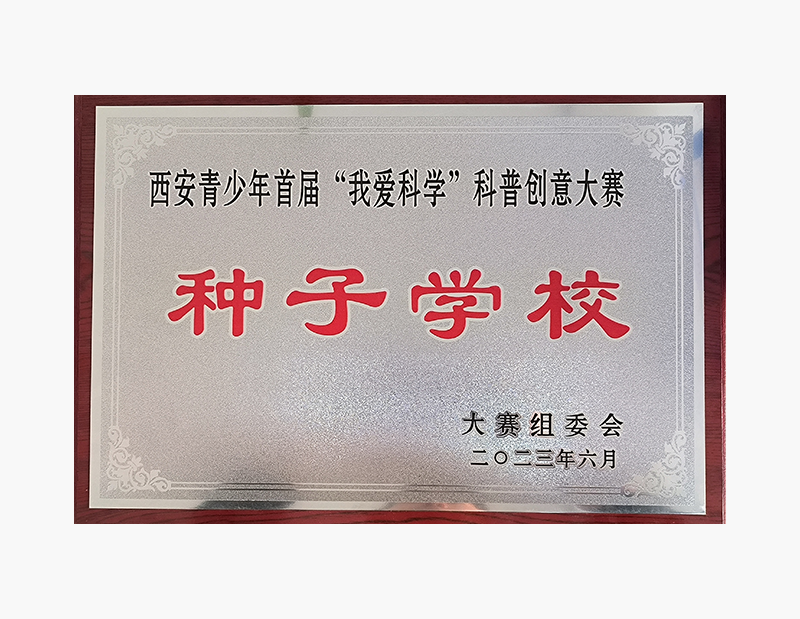 西安青少年首届“我爱科学”科普创意大赛
种子学校
大赛组委会
二〇二三年六月